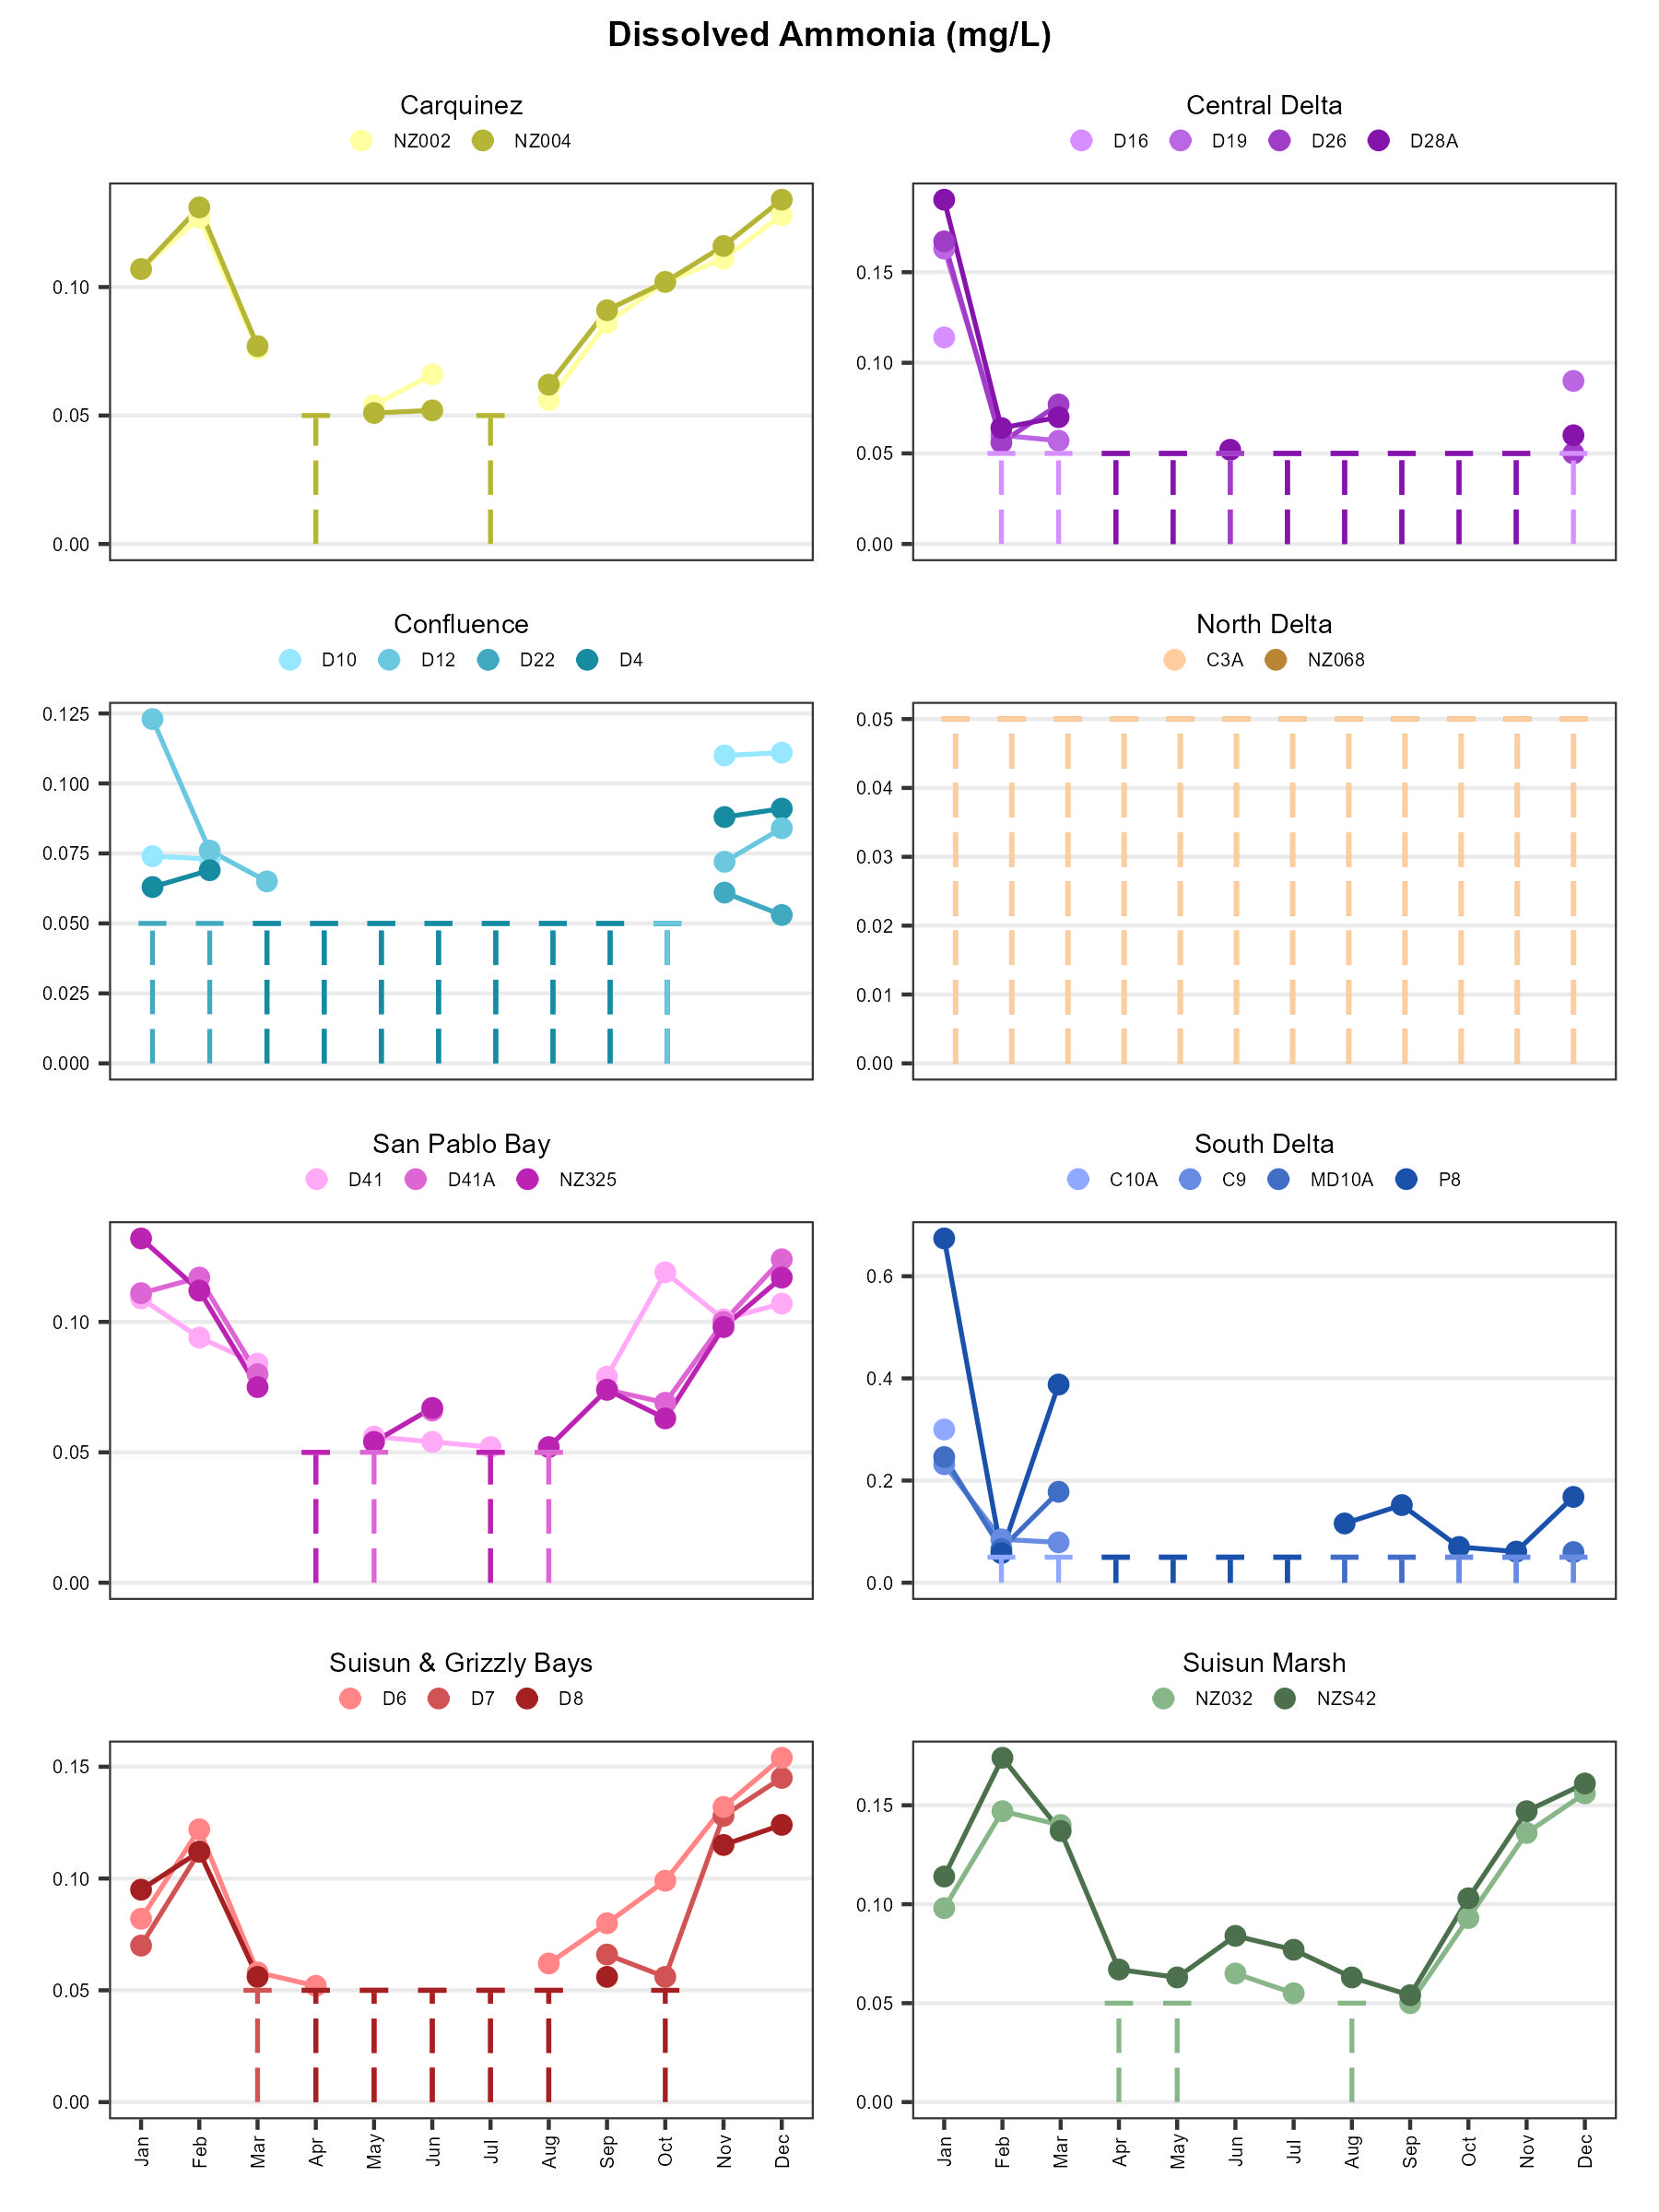 Dissolved Ammonia (mg/L)
Carquinez
NZ002 NZ004
0.10
0.05
0.00
Central Delta
D16 D19 D26 D28A
0.15
0.10
0.05
0.00
Confluence
D10 D12 D22 D4
0.125
0.100
0.075
0.050
0.025
0.000
North Delta
C3A NZ068
0.05
0.04
0.03
0.02
0.01
0.00
San Pablo Bay
D41 D41A NZ325
0.10
0.05
0.00
South Delta
C10A C9 MD10A P8
0.6
0.4
0.2
0.0
Suisun & Grizzly Bays
D6 D7 D8
0.15
0.10
0.05
0.00
Jan Feb Mar Apr May Jun Jul Aug Sep Oct Nov Dec
Suisun Marsh
NZ032 NZS42
0.15
0.10
0.05
0.00
Jan Feb Mar Apr May Jun Jul Aug Sep Oct Nov Dec